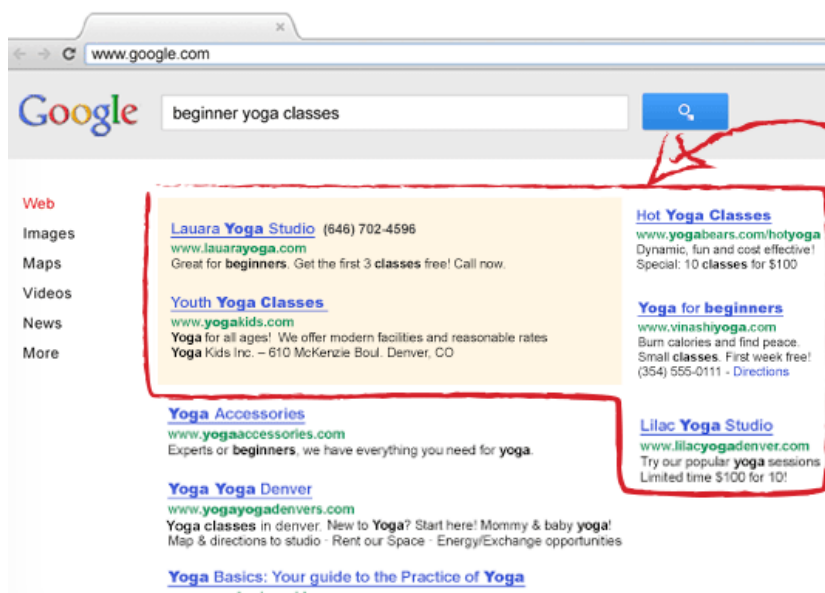 www.google.com
Google
beginner yoga classes
Web
Images
Maps
Videos
News
More
Lauara Yoga Studio (646) 702-4596
www.lauarayoga.com
Great for beginners. Get the first 3 classes free! Call now.
Youth Yoga Classes
www.yogakids.com
Yoga for all ages! We offer modern facilities and reasonable rates
Yoga Kids Inc. – 610 McKenzie Boul. Denver, CO
Hot Yoga Classes
www.yogabears.com/hotyoga
Dynamic, fun and cost effective!
Special: 10 classes for $100
Yoga for beginners
www.vinashiyoga.com
Burn calories and find peace.
Small classes. First week free!
(354) 555-0111 - Directions
Lilac Yoga Studio
www.lilacyogadenver.com
Try our popular yoga sessions
Limited time $100 for 10!
Yoga Accessories
www.yogaaccessories.com
Experts or beginners, we have everything you need for yoga.
Yoga Yoga Denver
www.yogayogadenvers.com
Yoga classes in denver. New to Yoga? Start here! Mommy & baby yoga!
Map & directions to studio · Rent our Space · Energy/Exchange opportunities
Yoga Basics: Your guide to the Practice of Yoga